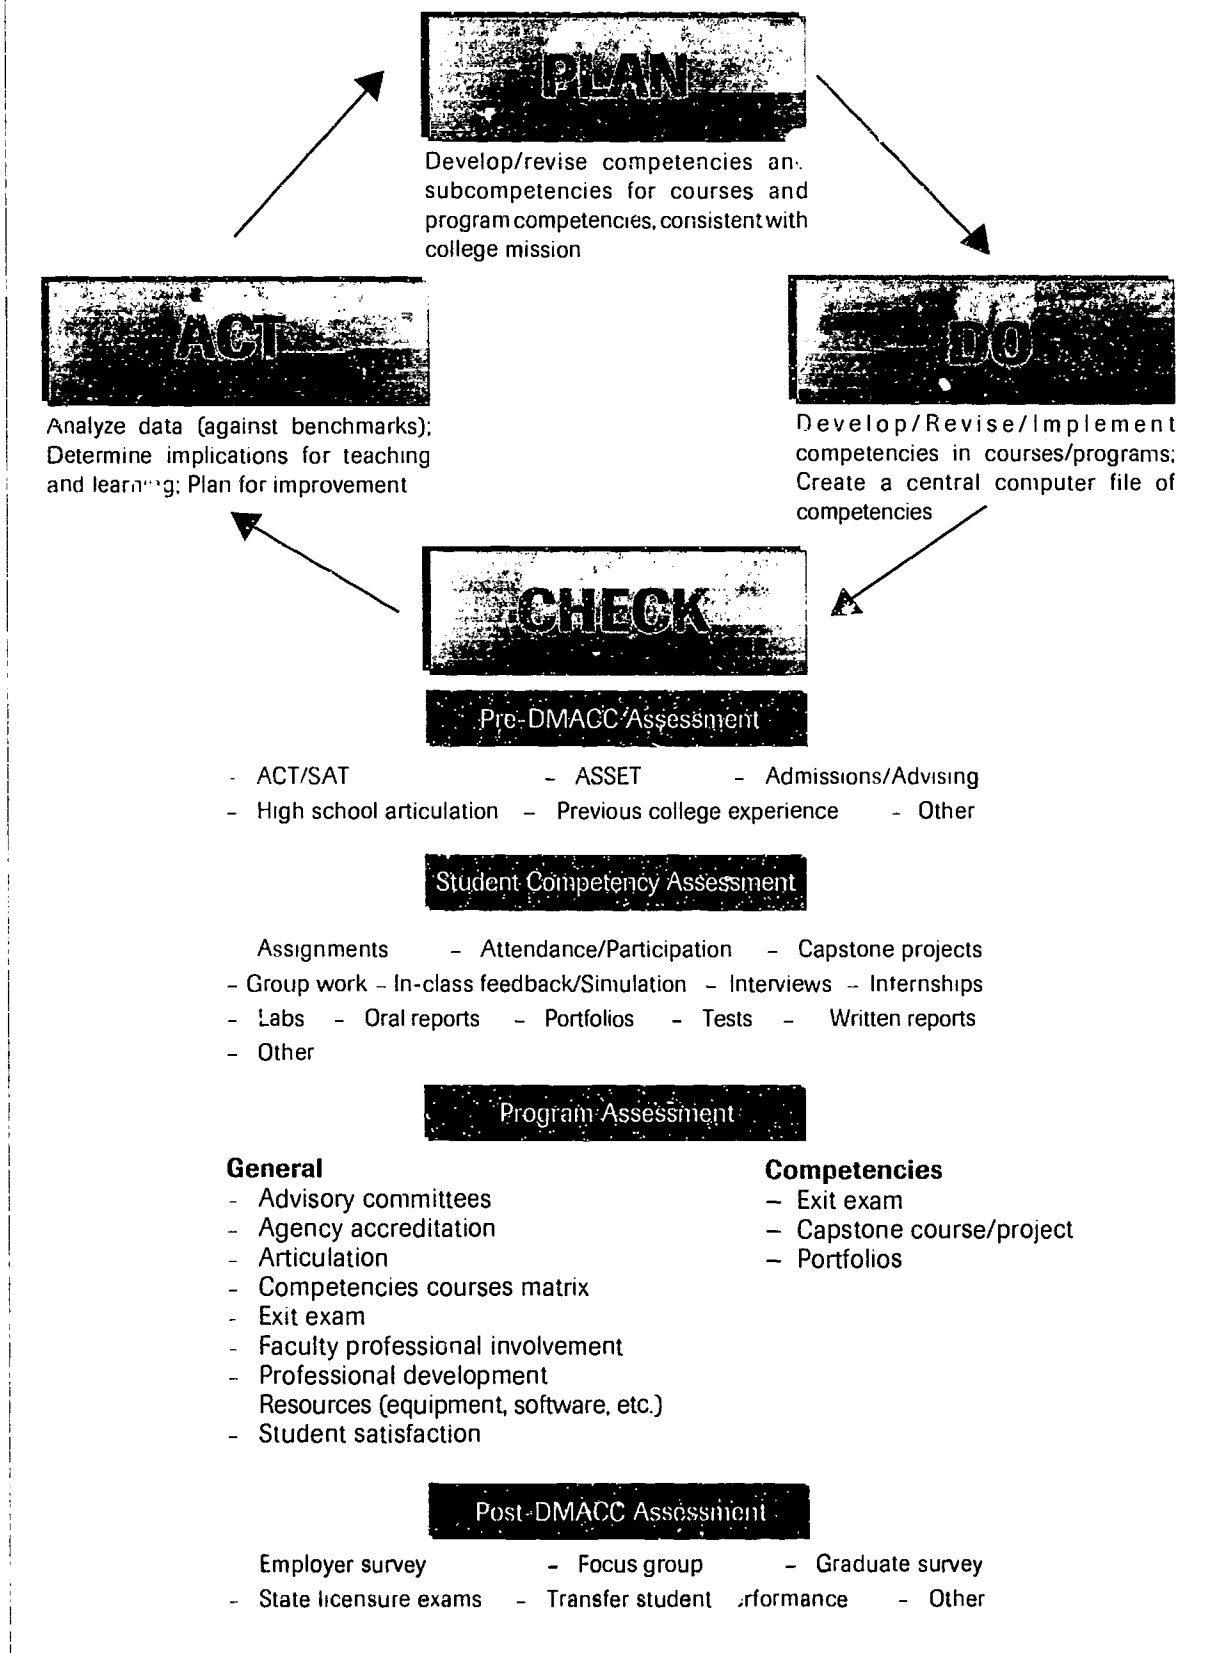 PLAN
Develop/revise competencies an
subcompetencies for courses and
program competencies, consistent with
college mission
ACT
Analyze data (against benchmarks);
Determine implications for teaching
and learning; Plan for improvement
DO
Develop/Revise/Implement
competencies in courses/programs;
Create a central computer file of
competencies
CHECK
Pre-DMACC Assessment
- ACT/SAT – ASSET – Admissions/Advising
– High school articulation – Previous college experience – Other
Student Competency Assessment
Assignments – Attendance/Participation – Capstone projects
– Group work – In-class feedback/Simulation – Interviews – Internships
– Labs – Oral reports – Portfolios – Tests – Written reports
– Other
Program Assessment
General
- Advisory committees
- Agency accreditation
- Articulation
- Competencies courses matrix
- Exit exam
- Faculty professional involvement
- Professional development
Resources (equipment, software, etc.)
- Student satisfaction
Competencies
– Exit exam
– Capstone course/project
– Portfolios
Post-DMACC Assessment
Employer survey – Focus group – Graduate survey
- State licensure exams – Transfer student rformance – Other